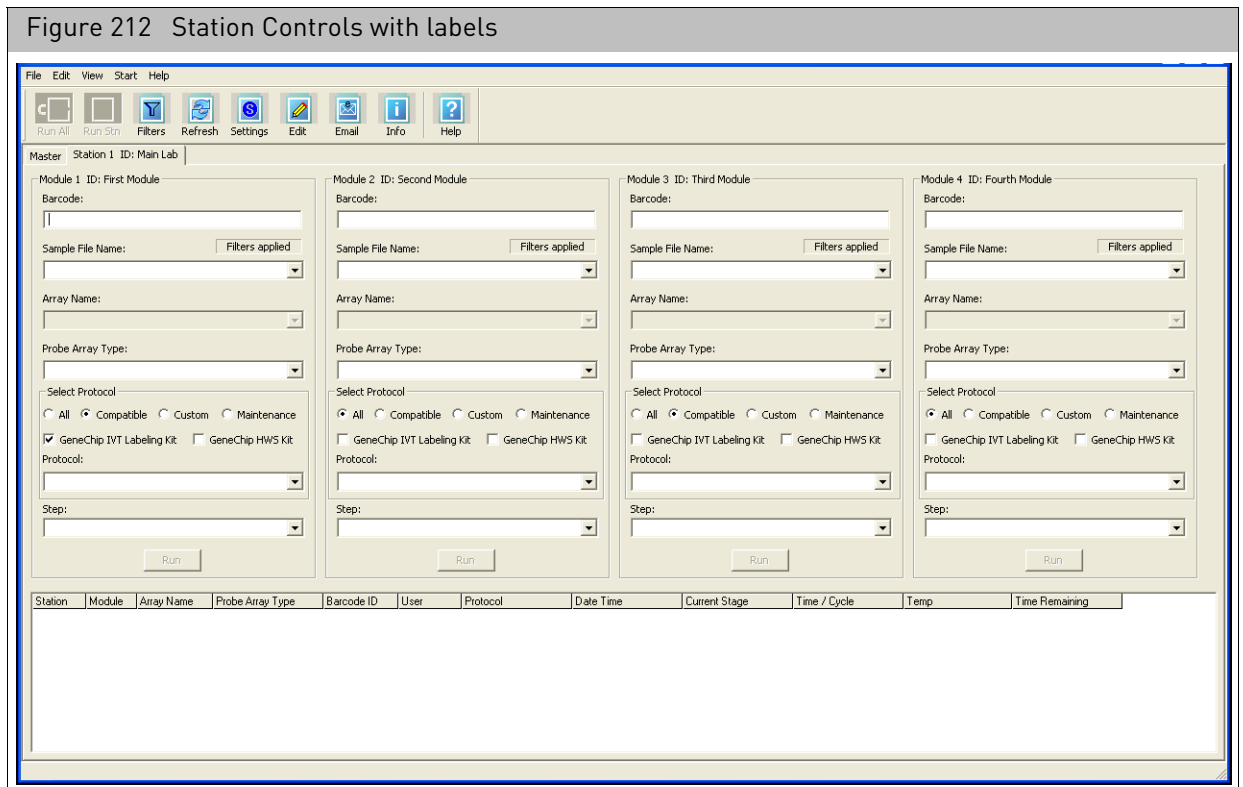 Figure 212 Station Controls with labels
File Edit View Start Help
Run All Run Stn Filters Refresh Settings Edit Email Info Help
Master Station 1 ID: Main Lab
Module 1 ID: First Module
Barcode:
Sample File Name: Filters applied
Array Name:
Probe Array Type:
Select Protocol
All Compatible Custom Maintenance
GeneChip IVT Labeling Kit GeneChip HWS Kit
Protocol:
Step:
Run
Module 2 ID: Second Module
Barcode:
Sample File Name: Filters applied
Array Name:
Probe Array Type:
Select Protocol
All Compatible Custom Maintenance
GeneChip IVT Labeling Kit GeneChip HWS Kit
Protocol:
Step:
Run
Module 3 ID: Third Module
Barcode:
Sample File Name: Filters applied
Array Name:
Probe Array Type:
Select Protocol
All Compatible Custom Maintenance
GeneChip IVT Labeling Kit GeneChip HWS Kit
Protocol:
Step:
Run
Module 4 ID: Fourth Module
Barcode:
Sample File Name: Filters applied
Array Name:
Probe Array Type:
Select Protocol
All Compatible Custom Maintenance
GeneChip IVT Labeling Kit GeneChip HWS Kit
Protocol:
Step:
Run
Station Module Array Name Probe Array Type Barcode ID User Protocol Date Time Current Stage Time / Cycle Temp Time Remaining